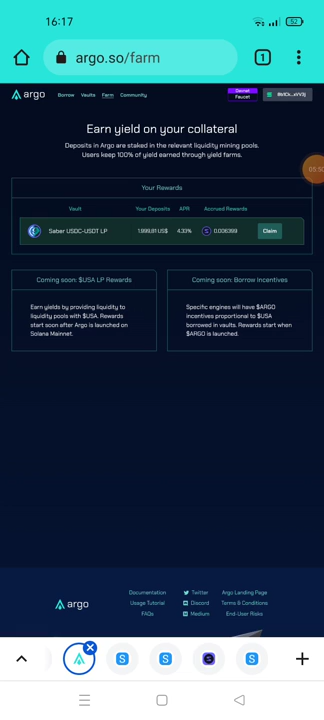 16:17
52
argo.so/farm
1
argo
Borrow Vaults Farm Community
Devnet
Faucet
03:50
Earn yield on your collateral
Deposits in Argo are staked in the relevant liquidity mining pools.
Users keep 100% of yield earned through yield farms.
Your Rewards
Vault Your Deposits APR Accrued Rewards
Saber USDC-USDT LP 1.999,81 US$ 4,33% 0.006399 Claim
Coming soon: $USA LP Rewards
Earn yields by providing liquidity to
liquidity pools with $USA. Rewards
start soon after Argo is launched on
Solana Mainnet.
Coming soon: Borrow Incentives
Specific engines will have $ARGO
incentives proportional to $USA
borrowed in vaults. Rewards start when
$ARGO is launched.
argo
Documentation Twitter Argo Landing Page
Usage Tutorial Discord Terms & Conditions
FAQs Medium End-User Risks